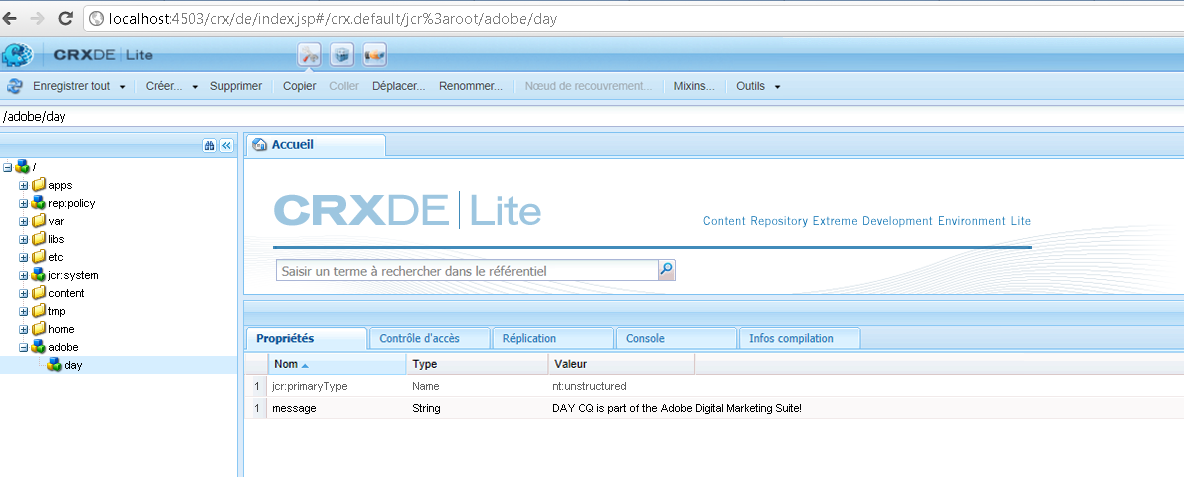 localhost:4503/crx/de/index.jsp#/crx.default/jcr%3aroot/adobe/day
CRXDE | Lite
Enregistrer tout Créer... Supprimer Copier Coller Déplacer... Renommer... Nœud de recouvrement... Mixins... Outils
/adobe/day
/
apps
rep:policy
var
libs
etc
jcr:system
content
tmp
home
adobe
day
Accueil
CRXDE | Lite
Content Repository Extreme Development Environment Lite
Saisir un terme à rechercher dans le référentiel
Propriétés Contrôle d'accès Réplication Console Infos compilation
Nom Type Valeur
1 jcr:primaryType Name nt:unstructured
1 message String DAY CQ is part of the Adobe Digital Marketing Suite!